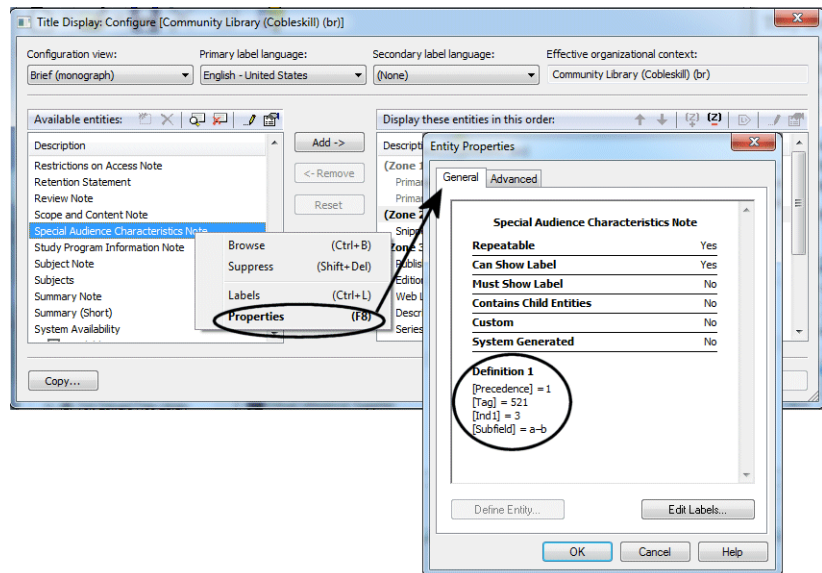 Title Display: Configure [Community Library (Cobleskill) (br)]
Configuration view:
Primary label language:
Secondary label language:
Effective organizational context:
Brief (monograph)
English - United States
(None)
Community Library (Cobleskill) (br)
Available entities:
Display these entities in this order:
Description
Restrictions on Access Note
Retention Statement
Review Note
Scope and Content Note
Special Audience Characteristics Note
Study Program Information Note
Subject Note
Subjects
Summary Note
Summary (Short)
System Availability
Copy...
Add ->
<- Remove
Reset
Browse (Ctrl+B)
Suppress (Shift+Del)
Labels (Ctrl+L)
Properties (F8)
(Zone
(Zone
Web
Entity Properties
General
Advanced
Special Audience Characteristics Note
Repeatable Yes
Can Show Label Yes
Must Show Label No
Contains Child Entities No
Custom No
System Generated No
Definition 1
[Precedence] =1
[Tag] = 521
[Ind1] = 3
[Subfield] = a-b
Define Entity...
Edit Labels...
OK
Cancel
Help